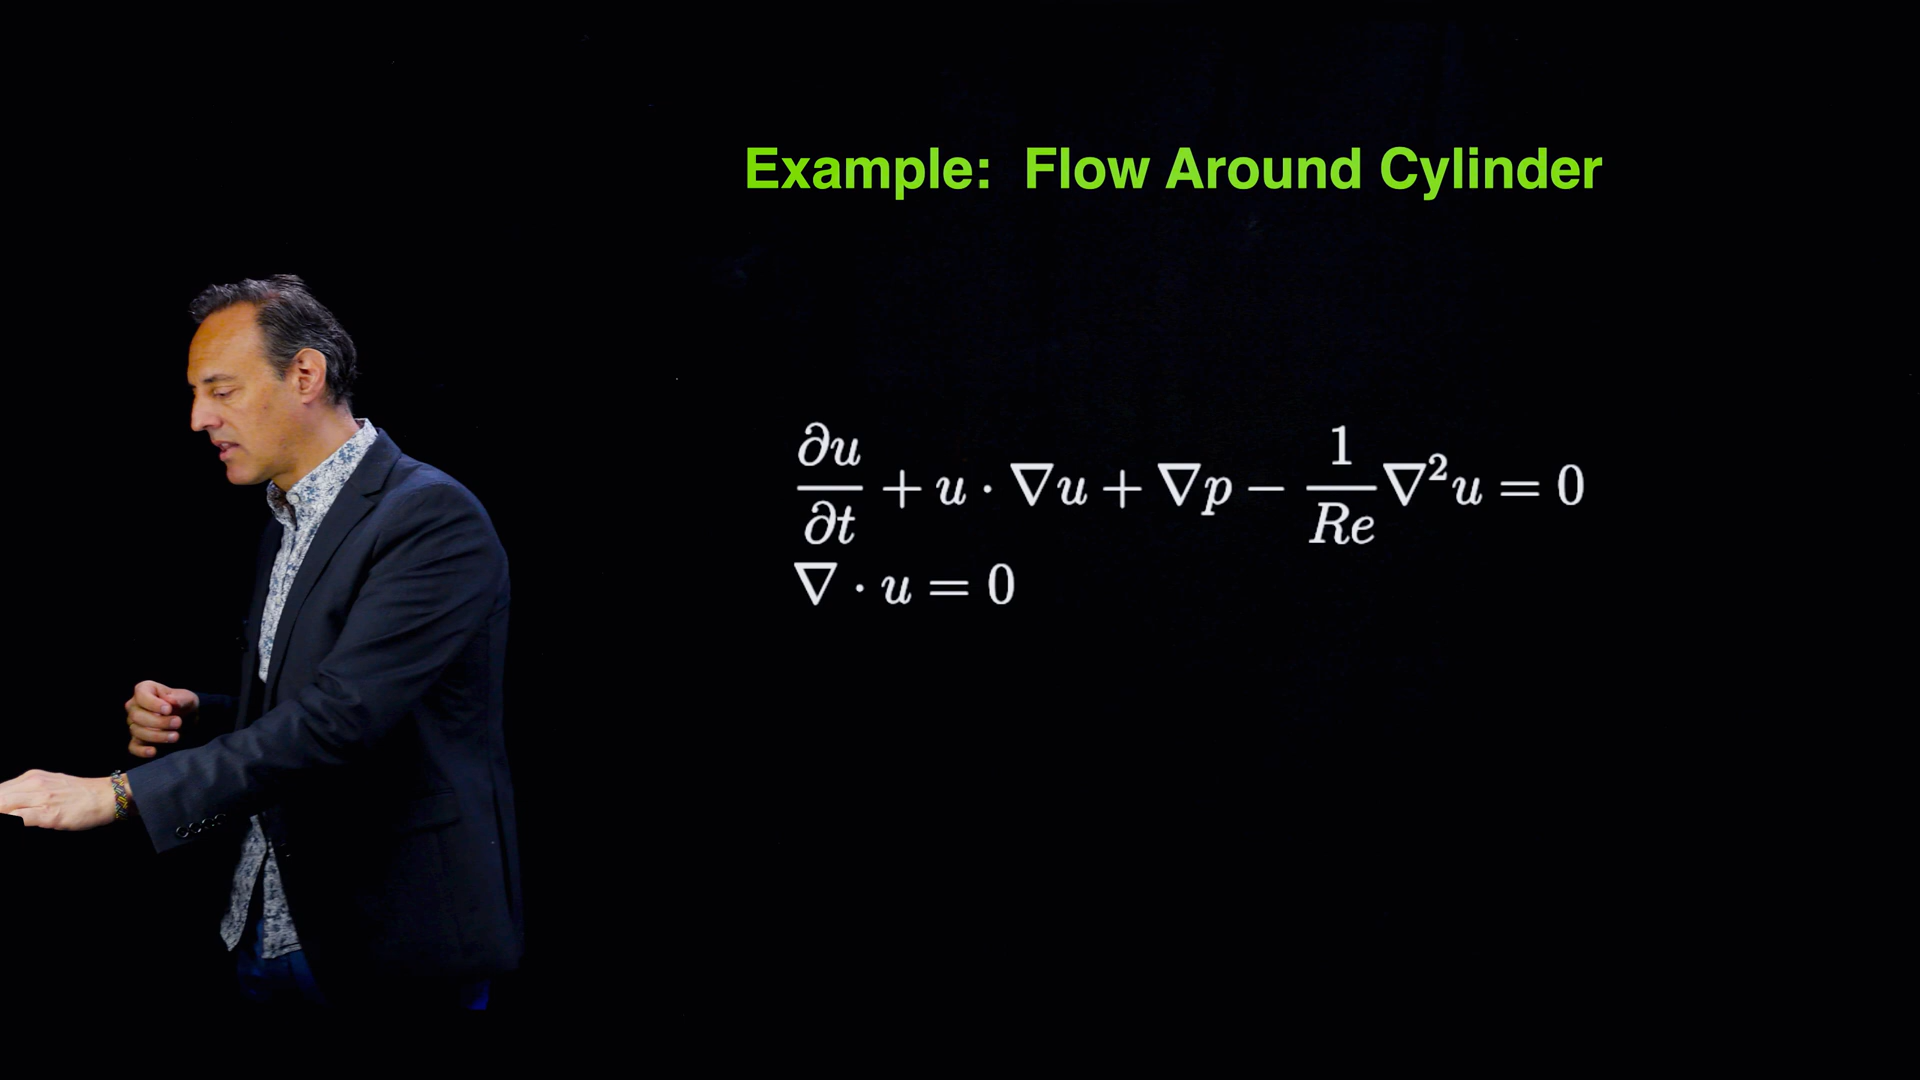 Example: Flow Around Cylinder
∂u/∂t + u · ∇u + ∇p − 1/Re ∇²u = 0
∇ · u = 0